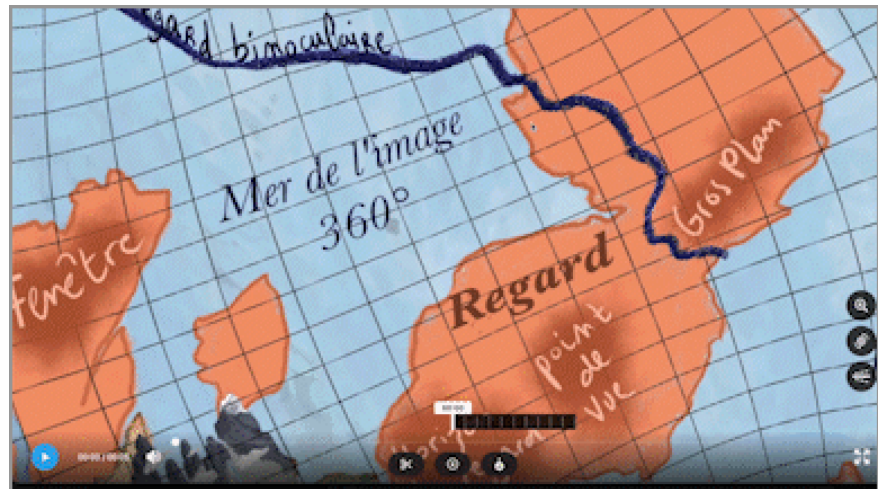 regard binoculaire
Mer de l'image
360°
Gros Plan
Fenêtre
Regard
point
de
vue